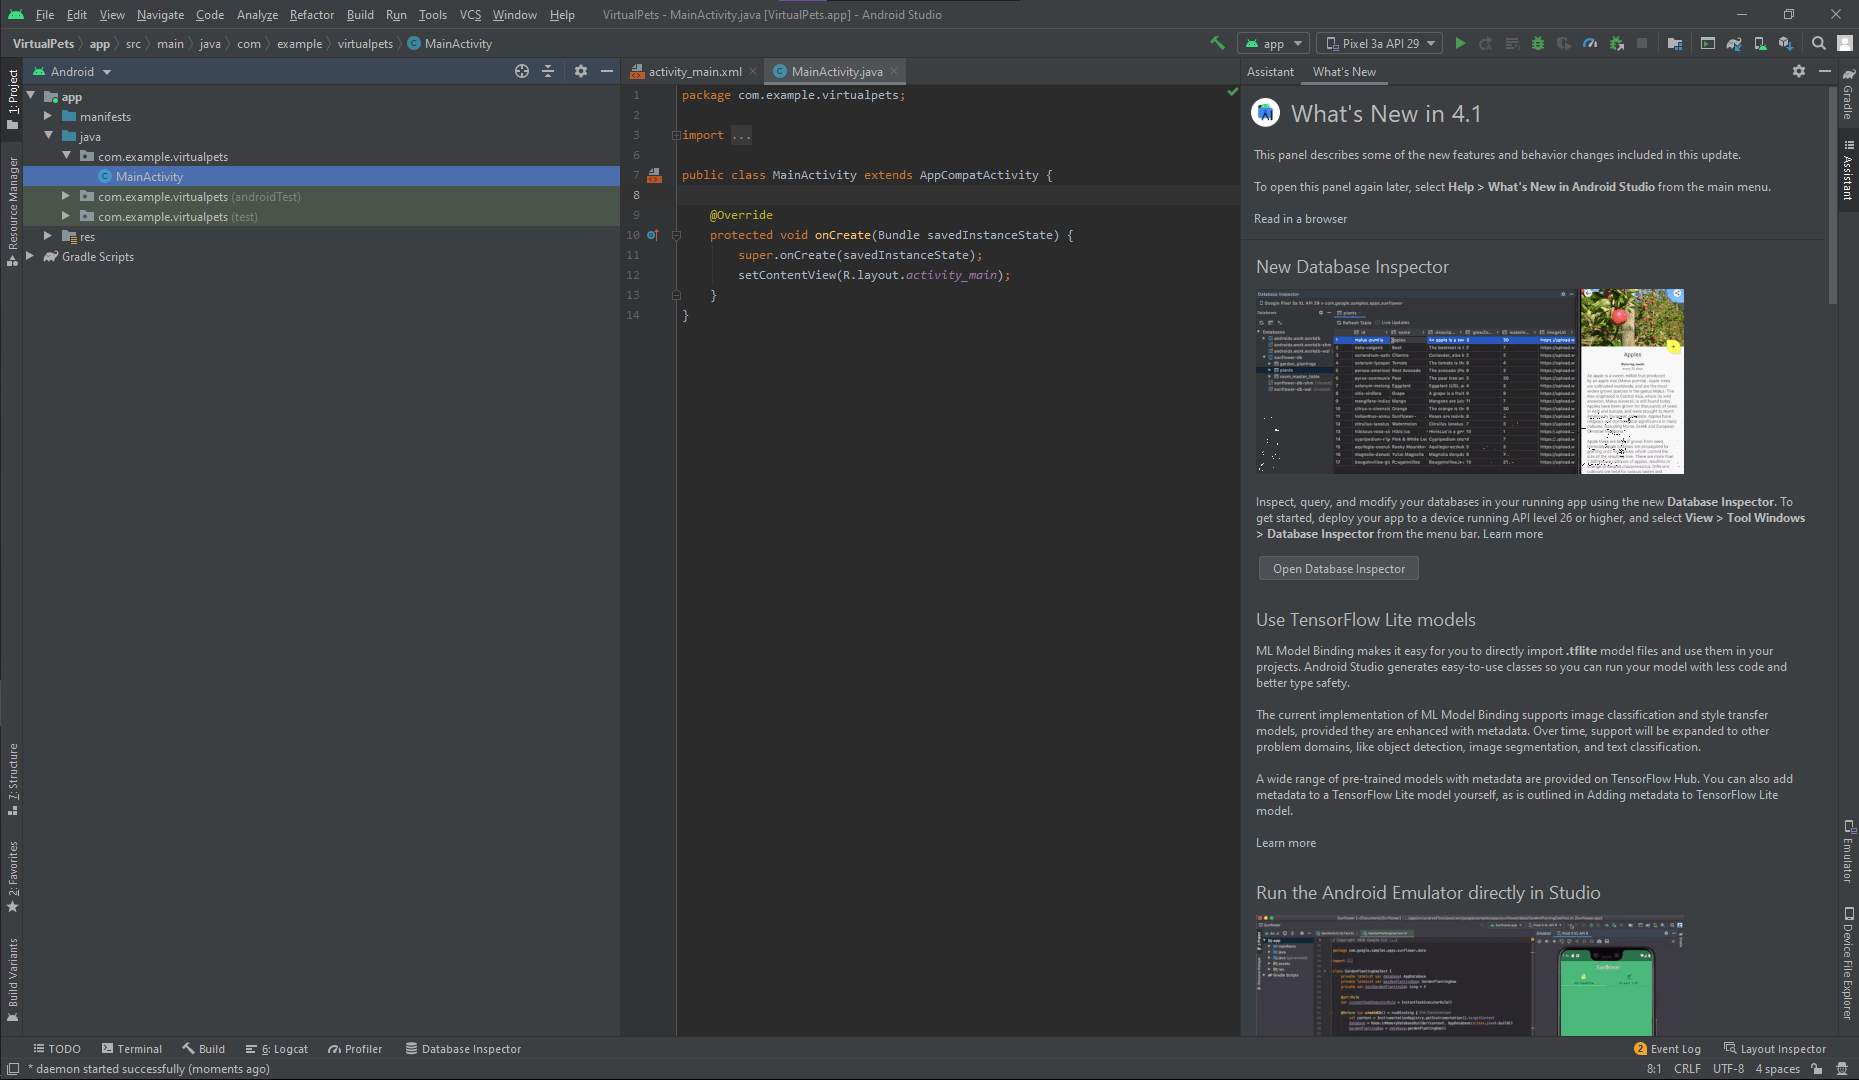 File Edit View Navigate Code Analyze Refactor Build Run Tools VCS Window Help VirtualPets - MainActivity.java [VirtualPets.app] - Android Studio
VirtualPets app src main java com example virtualpets MainActivity app Pixel 3a API 29
1: Project
Resource Manager
7: Structure
2: Favorites
Build Variants
Android
app
manifests
java
com.example.virtualpets
MainActivity
com.example.virtualpets (androidTest)
com.example.virtualpets (test)
res
Gradle Scripts
activity_main.xml MainActivity.java
1 package com.example.virtualpets;
2
3 import ...
6
7 public class MainActivity extends AppCompatActivity {
8
9 @Override
10 protected void onCreate(Bundle savedInstanceState) {
11 super.onCreate(savedInstanceState);
12 setContentView(R.layout.activity_main);
13 }
14 }
Assistant What's New
What's New in 4.1
This panel describes some of the new features and behavior changes included in this update.
To open this panel again later, select Help > What's New in Android Studio from the main menu.
Read in a browser
New Database Inspector
Database Inspector
Databases
plants
Refresh Table Live Updates
Apples
Inspect, query, and modify your databases in your running app using the new Database Inspector. To
get started, deploy your app to a device running API level 26 or higher, and select View > Tool Windows
> Database Inspector from the menu bar. Learn more
Open Database Inspector
Use TensorFlow Lite models
ML Model Binding makes it easy for you to directly import .tflite model files and use them in your
projects. Android Studio generates easy-to-use classes so you can run your model with less code and
better type safety.
The current implementation of ML Model Binding supports image classification and style transfer
models, provided they are enhanced with metadata. Over time, support will be expanded to other
problem domains, like object detection, image segmentation, and text classification.
A wide range of pre-trained models with metadata are provided on TensorFlow Hub. You can also add
metadata to a TensorFlow Lite model yourself, as is outlined in Adding metadata to TensorFlow Lite
model.
Learn more
Run the Android Emulator directly in Studio
Sunflower
Gradle
Assistant
Emulator
Device File Explorer
TODO Terminal Build 6: Logcat Profiler Database Inspector 2 Event Log Layout Inspector
* daemon started successfully (moments ago) 8:1 CRLF UTF-8 4 spaces